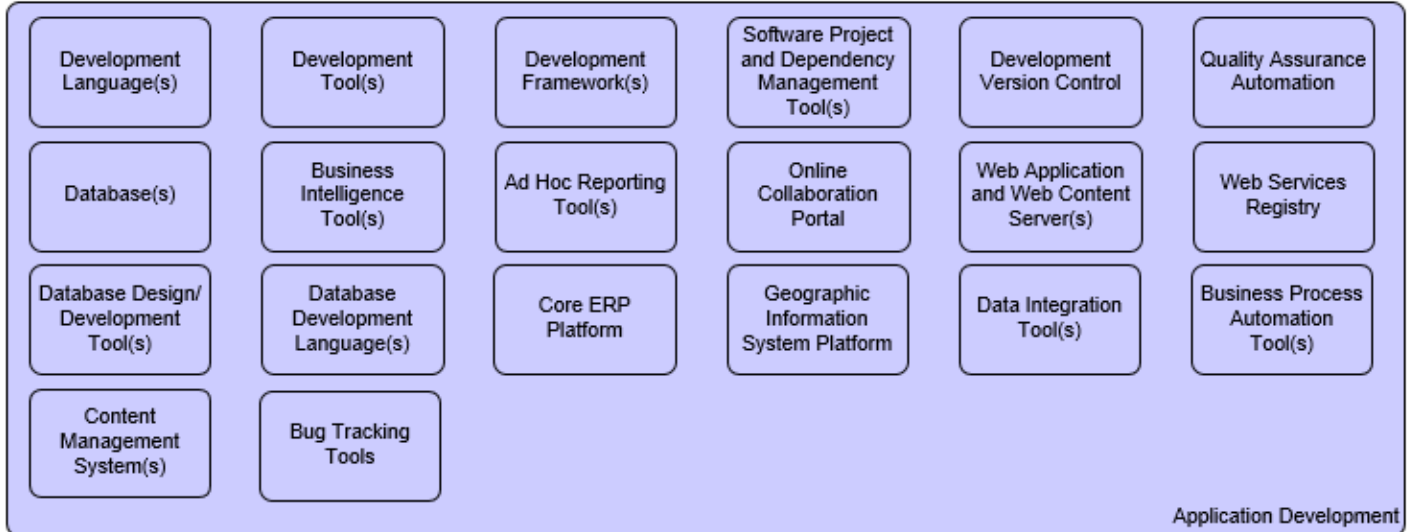 Development
Language(s)
Development
Tool(s)
Development
Framework(s)
Software Project
and Dependency
Management
Tool(s)
Development
Version Control
Quality Assurance
Automation
Database(s)
Business
Intelligence
Tool(s)
Ad Hoc Reporting
Tool(s)
Online
Collaboration
Portal
Web Application
and Web Content
Server(s)
Web Services
Registry
Database Design/
Development
Tool(s)
Database
Development
Language(s)
Core ERP
Platform
Geographic
Information
System Platform
Data Integration
Tool(s)
Business Process
Automation
Tool(s)
Content
Management
System(s)
Bug Tracking
Tools
Application Development